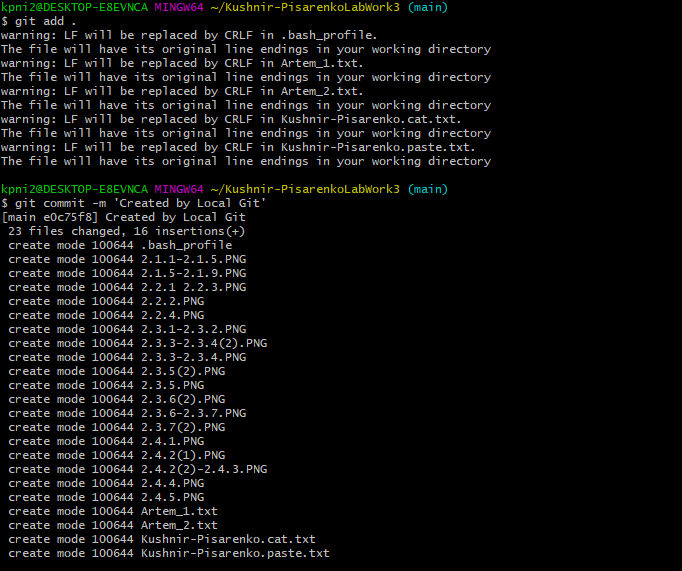 kpni2@DESKTOP-E8EVNCA MINGW64 ~/Kushnir-PisarenkoLabWork3 (main)
$ git add .
warning: LF will be replaced by CRLF in .bash_profile.
The file will have its original line endings in your working directory
warning: LF will be replaced by CRLF in Artem_1.txt.
The file will have its original line endings in your working directory
warning: LF will be replaced by CRLF in Artem_2.txt.
The file will have its original line endings in your working directory
warning: LF will be replaced by CRLF in Kushnir-Pisarenko.cat.txt.
The file will have its original line endings in your working directory
warning: LF will be replaced by CRLF in Kushnir-Pisarenko.paste.txt.
The file will have its original line endings in your working directory
kpni2@DESKTOP-E8EVNCA MINGW64 ~/Kushnir-PisarenkoLabWork3 (main)
$ git commit -m 'Created by Local Git'
[main e0c75f8] Created by Local Git
23 files changed, 16 insertions(+)
create mode 100644 .bash_profile
create mode 100644 2.1.1-2.1.5.PNG
create mode 100644 2.1.5-2.1.9.PNG
create mode 100644 2.2.1 2.2.3.PNG
create mode 100644 2.2.2.PNG
create mode 100644 2.2.4.PNG
create mode 100644 2.3.1-2.3.2.PNG
create mode 100644 2.3.3-2.3.4(2).PNG
create mode 100644 2.3.3-2.3.4.PNG
create mode 100644 2.3.5(2).PNG
create mode 100644 2.3.5.PNG
create mode 100644 2.3.6(2).PNG
create mode 100644 2.3.6-2.3.7.PNG
create mode 100644 2.3.7(2).PNG
create mode 100644 2.4.1.PNG
create mode 100644 2.4.2(1).PNG
create mode 100644 2.4.2(2)-2.4.3.PNG
create mode 100644 2.4.4.PNG
create mode 100644 2.4.5.PNG
create mode 100644 Artem_1.txt
create mode 100644 Artem_2.txt
create mode 100644 Kushnir-Pisarenko.cat.txt
create mode 100644 Kushnir-Pisarenko.paste.txt